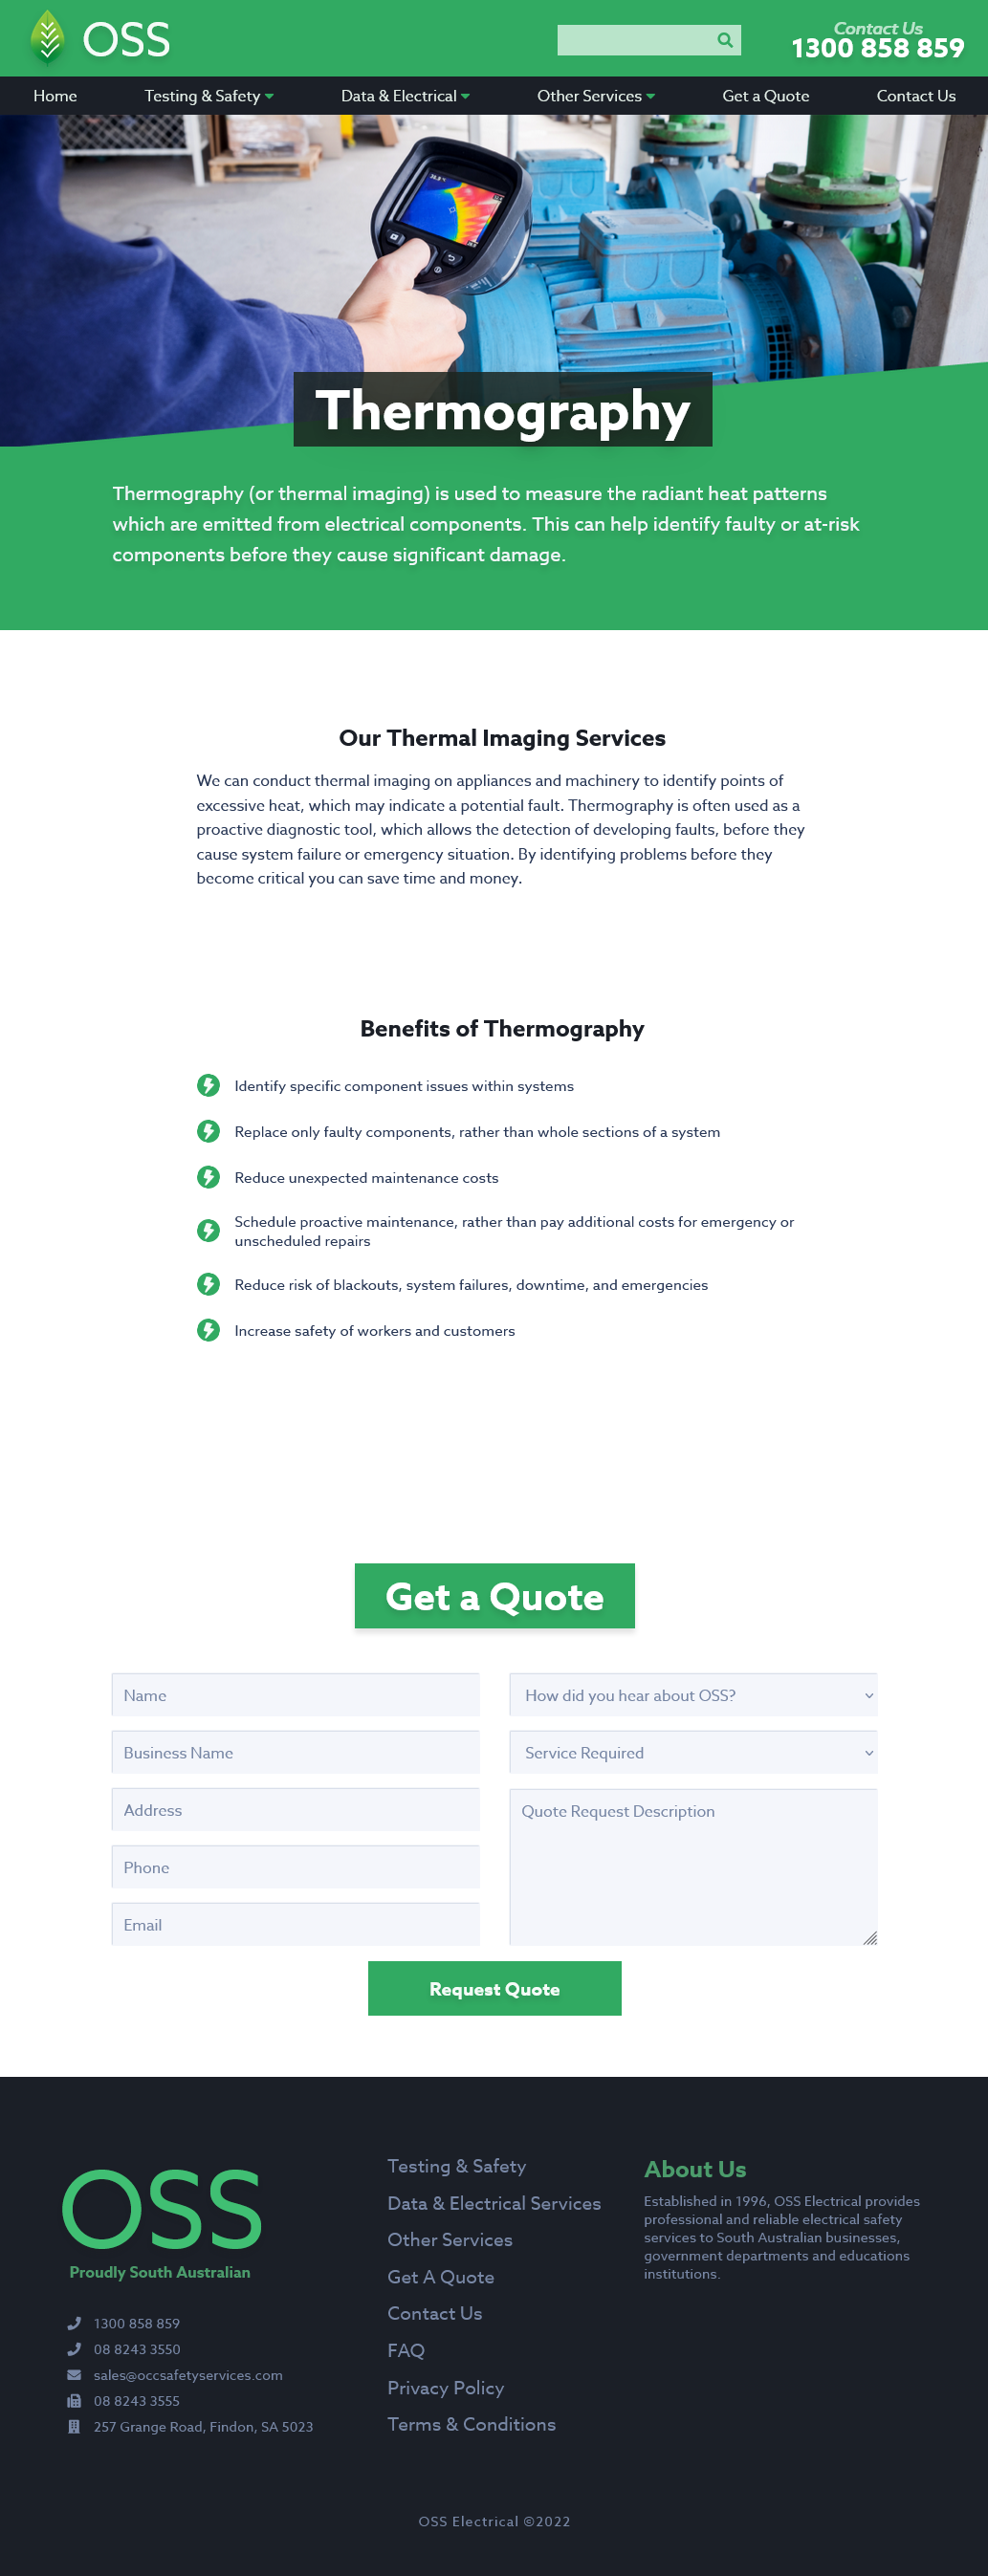 OSS
Contact Us
1300 858 859
Home
Testing & Safety
Data & Electrical
Other Services
Get a Quote
Contact Us
Thermography
Thermography (or thermal imaging) is used to measure the radiant heat patterns
which are emitted from electrical components. This can help identify faulty or at-risk
components before they cause significant damage.
Our Thermal Imaging Services
We can conduct thermal imaging on appliances and machinery to identify points of
excessive heat, which may indicate a potential fault. Thermography is often used as a
proactive diagnostic tool, which allows the detection of developing faults, before they
cause system failure or emergency situation. By identifying problems before they
become critical you can save time and money.
Benefits of Thermography
Identify specific component issues within systems
Replace only faulty components, rather than whole sections of a system
Reduce unexpected maintenance costs
Schedule proactive maintenance, rather than pay additional costs for emergency or
unscheduled repairs
Reduce risk of blackouts, system failures, downtime, and emergencies
Increase safety of workers and customers
Get a Quote
Name
Business Name
Address
Phone
Email
How did you hear about OSS?
Service Required
Quote Request Description
Request Quote
OSS
Proudly South Australian
1300 858 859
08 8243 3550
sales@occsafetyservices.com
08 8243 3555
257 Grange Road, Findon, SA 5023
Testing & Safety
Data & Electrical Services
Other Services
Get A Quote
Contact Us
FAQ
Privacy Policy
Terms & Conditions
About Us
Established in 1996, OSS Electrical provides
professional and reliable electrical safety
services to South Australian businesses,
government departments and educations
institutions.
OSS Electrical ©2022